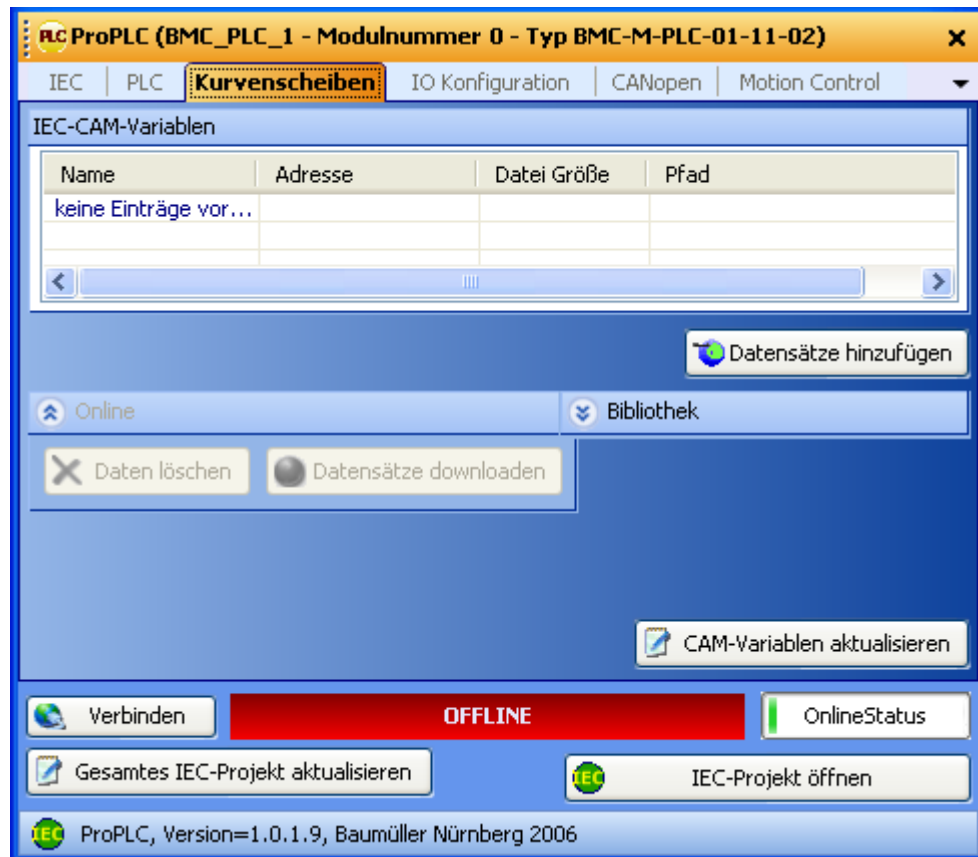 PLC ProPLC (BMC_PLC_1 - Modulnummer 0 - Typ BMC-M-PLC-01-11-02)
IEC PLC Kurvenscheiben IO Konfiguration CANopen Motion Control
IEC-CAM-Variablen
Name Adresse Datei Größe Pfad
keine Einträge vor...
Datensätze hinzufügen
Online Bibliothek
Daten löschen Datensätze downloaden
CAM-Variablen aktualisieren
Verbinden OFFLINE OnlineStatus
Gesamtes IEC-Projekt aktualisieren IEC IEC-Projekt öffnen
IEC ProPLC, Version=1.0.1.9, Baumüller Nürnberg 2006